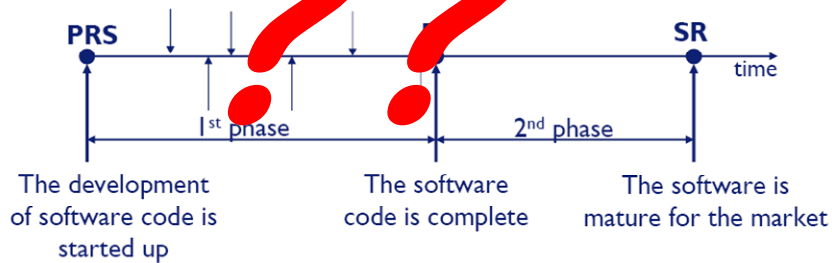 PRS
SR
time
1st phase
2nd phase
The development
of software code is
started up
The software
code is complete
The software is
mature for the market